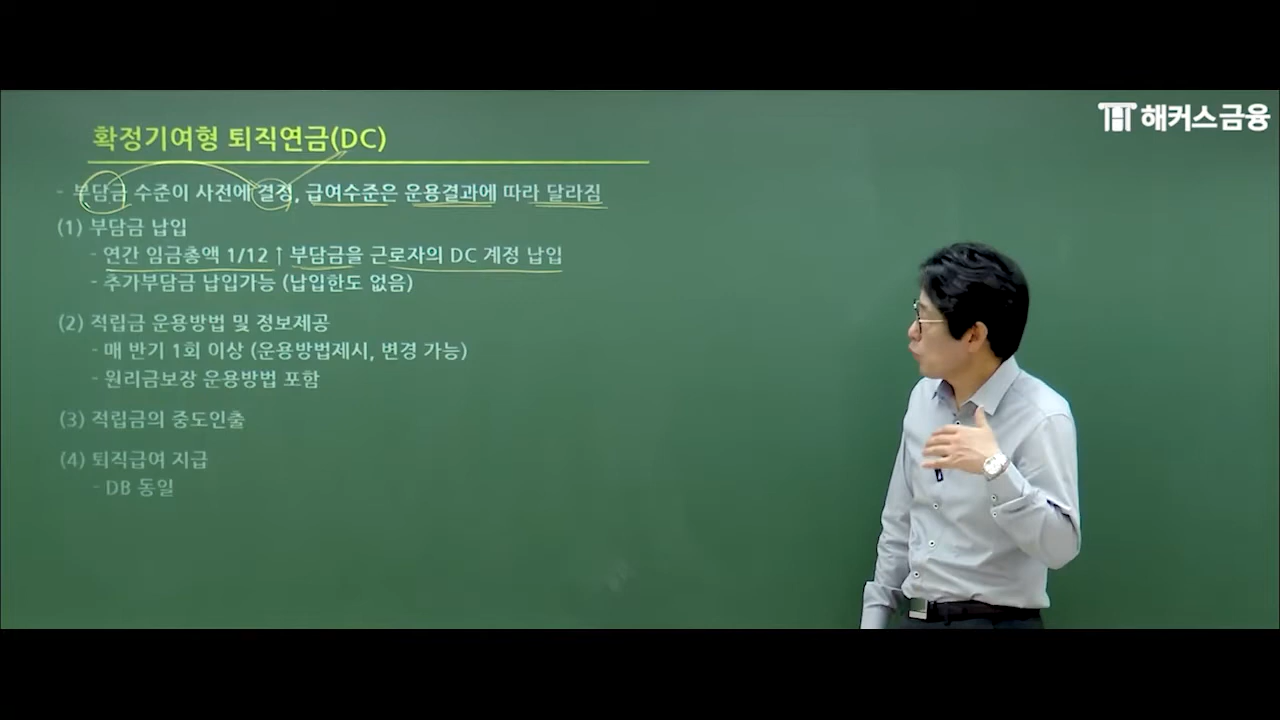 해커스금융
확정기여형 퇴직연금(DC)
- 부담금 수준이 사전에 결정, 급여수준은 운용결과에 따라 달라짐
(1) 부담금 납입
- 연간 임금총액 1/12↑ 부담금을 근로자의 DC 계정 납입
- 추가부담금 납입가능 (납입한도 없음)
(2) 적립금 운용방법 및 정보제공
- 매 반기 1회 이상 (운용방법제시, 변경 가능)
- 원리금보장 운용방법 포함
(3) 적립금의 중도인출
(4) 퇴직급여 지급
- DB 동일